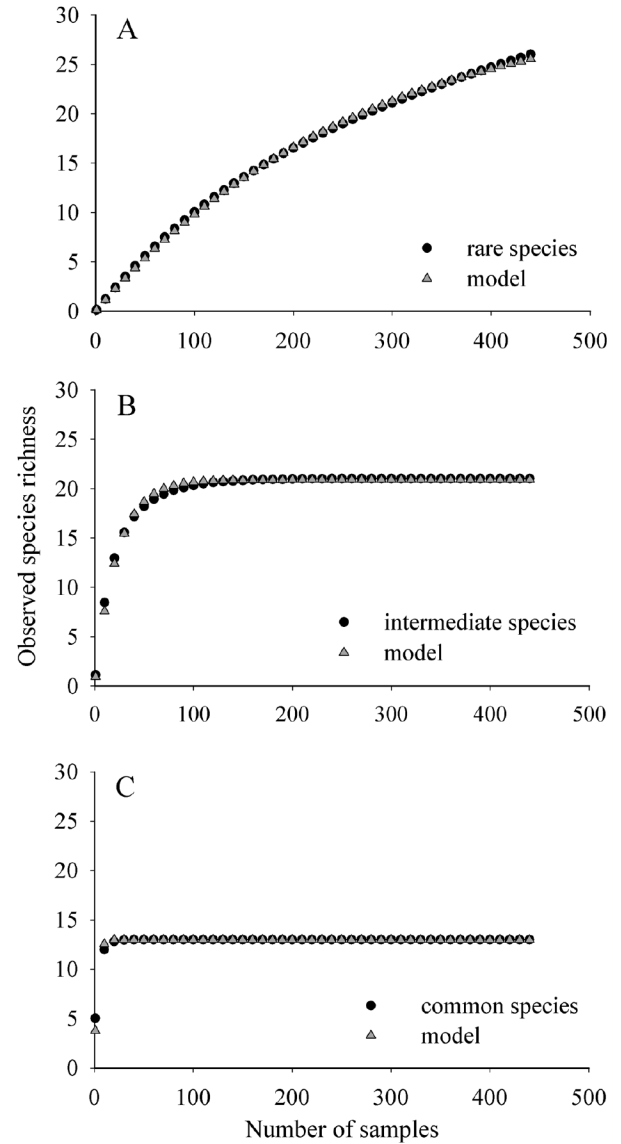 A
30
25
20
15
10
5
0
rare species
model
0 100 200 300 400 500
B
30
25
20
15
10
5
0
Observed species richness
intermediate species
model
0 100 200 300 400 500
C
30
25
20
15
10
5
0
common species
model
0 100 200 300 400 500
Number of samples